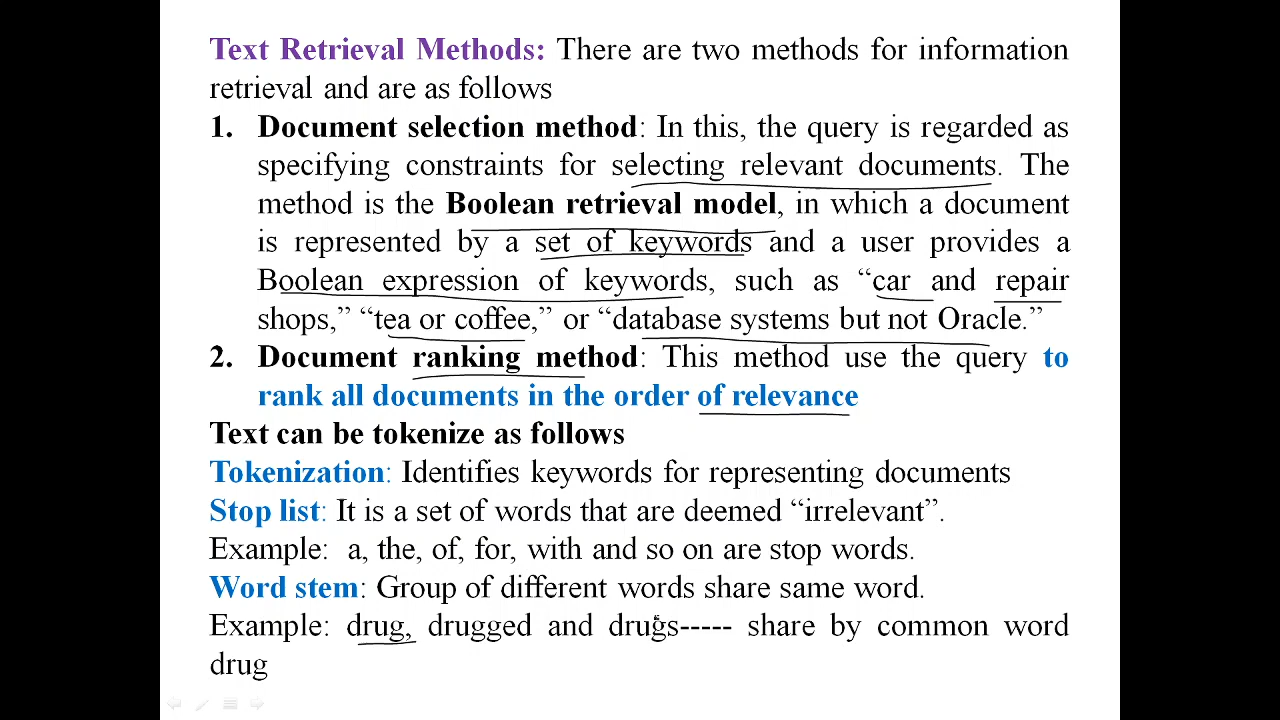 Text Retrieval Methods: There are two methods for information
retrieval and are as follows
1. Document selection method: In this, the query is regarded as
specifying constraints for selecting relevant documents. The
method is the Boolean retrieval model, in which a document
is represented by a set of keywords and a user provides a
Boolean expression of keywords, such as “car and repair
shops,” “tea or coffee,” or “database systems but not Oracle.”
2. Document ranking method: This method use the query to
rank all documents in the order of relevance
Text can be tokenize as follows
Tokenization: Identifies keywords for representing documents
Stop list: It is a set of words that are deemed “irrelevant”.
Example: a, the, of, for, with and so on are stop words.
Word stem: Group of different words share same word.
Example: drug, drugged and drugs----- share by common word
drug